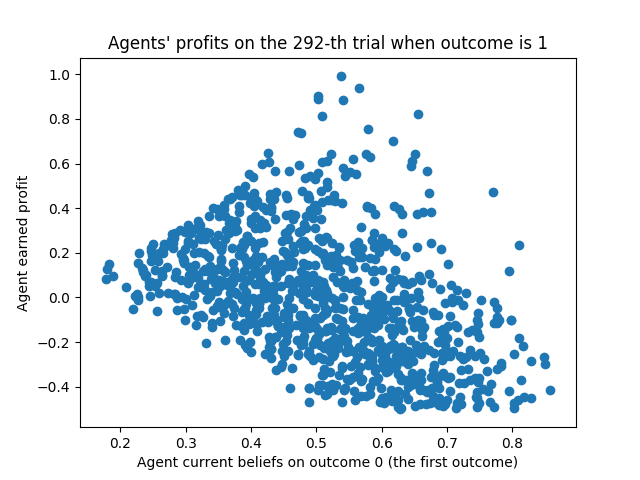 Agents' profits on the 292-th trial when outcome is 1
1.0
0.8
0.6
0.4
0.2
0.0
−0.2
−0.4
Agent earned profit
0.2 0.3 0.4 0.5 0.6 0.7 0.8
Agent current beliefs on outcome 0 (the first outcome)